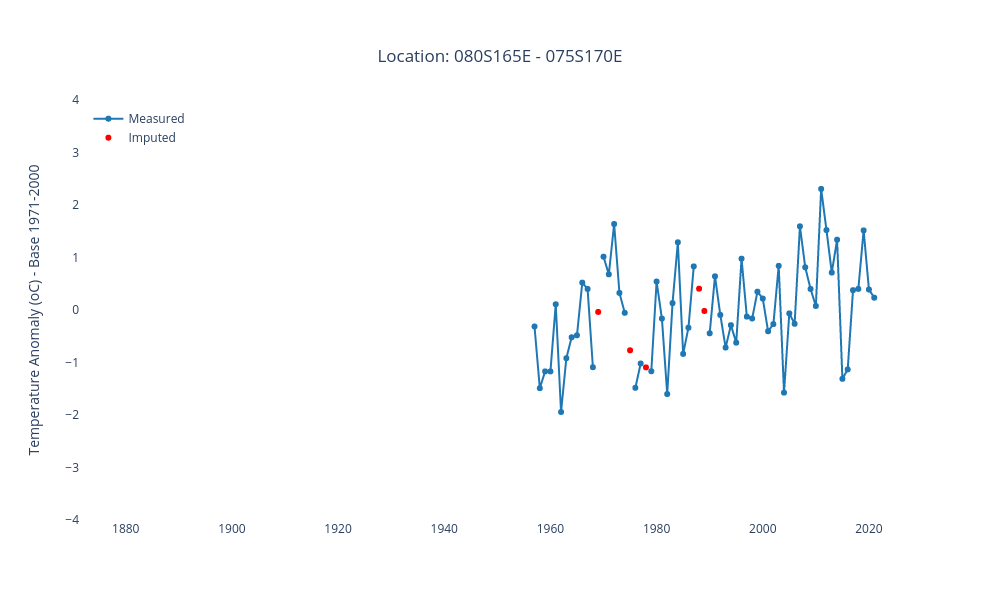 Location: 080S165E - 075S170E
Measured
Imputed
Temperature Anomaly (oC) - Base 1971-2000
4
3
2
1
0
−1
−2
−3
−4
1880 1900 1920 1940 1960 1980 2000 2020